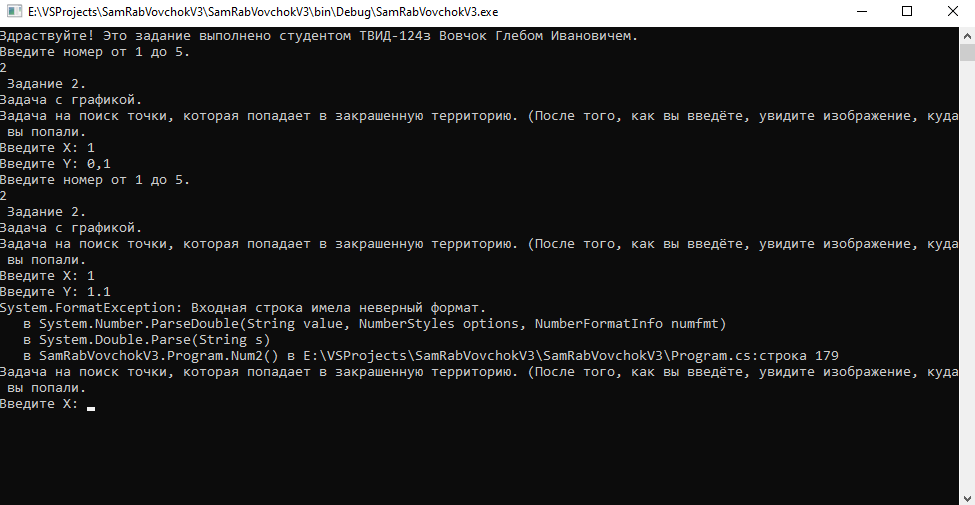 E:\VSProjects\SamRabVovchokV3\SamRabVovchokV3\bin\Debug\SamRabVovchokV3.exe
Здраствуйте! Это задание выполнено студентом ТВИД-124з Вовчок Глебом Ивановичем.
Введите номер от 1 до 5.
2
Задание 2.
Задача с графикой.
Задача на поиск точки, которая попадает в закрашенную территорию. (После того, как вы введёте, увидите изображение, куда
вы попали.
Введите X: 1
Введите Y: 0,1
Введите номер от 1 до 5.
2
Задание 2.
Задача с графикой.
Задача на поиск точки, которая попадает в закрашенную территорию. (После того, как вы введёте, увидите изображение, куда
вы попали.
Введите X: 1
Введите Y: 1.1
System.FormatException: Входная строка имела неверный формат.
в System.Number.ParseDouble(String value, NumberStyles options, NumberFormatInfo numfmt)
в System.Double.Parse(String s)
в SamRabVovchokV3.Program.Num2() в E:\VSProjects\SamRabVovchokV3\SamRabVovchokV3\Program.cs:строка 179
Задача на поиск точки, которая попадает в закрашенную территорию. (После того, как вы введёте, увидите изображение, куда
вы попали.
Введите X: